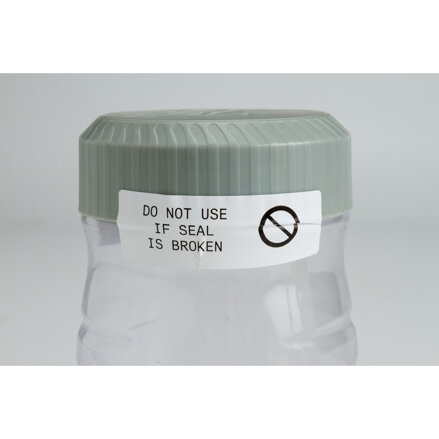 DO NOT USE
IF SEAL
IS BROKEN